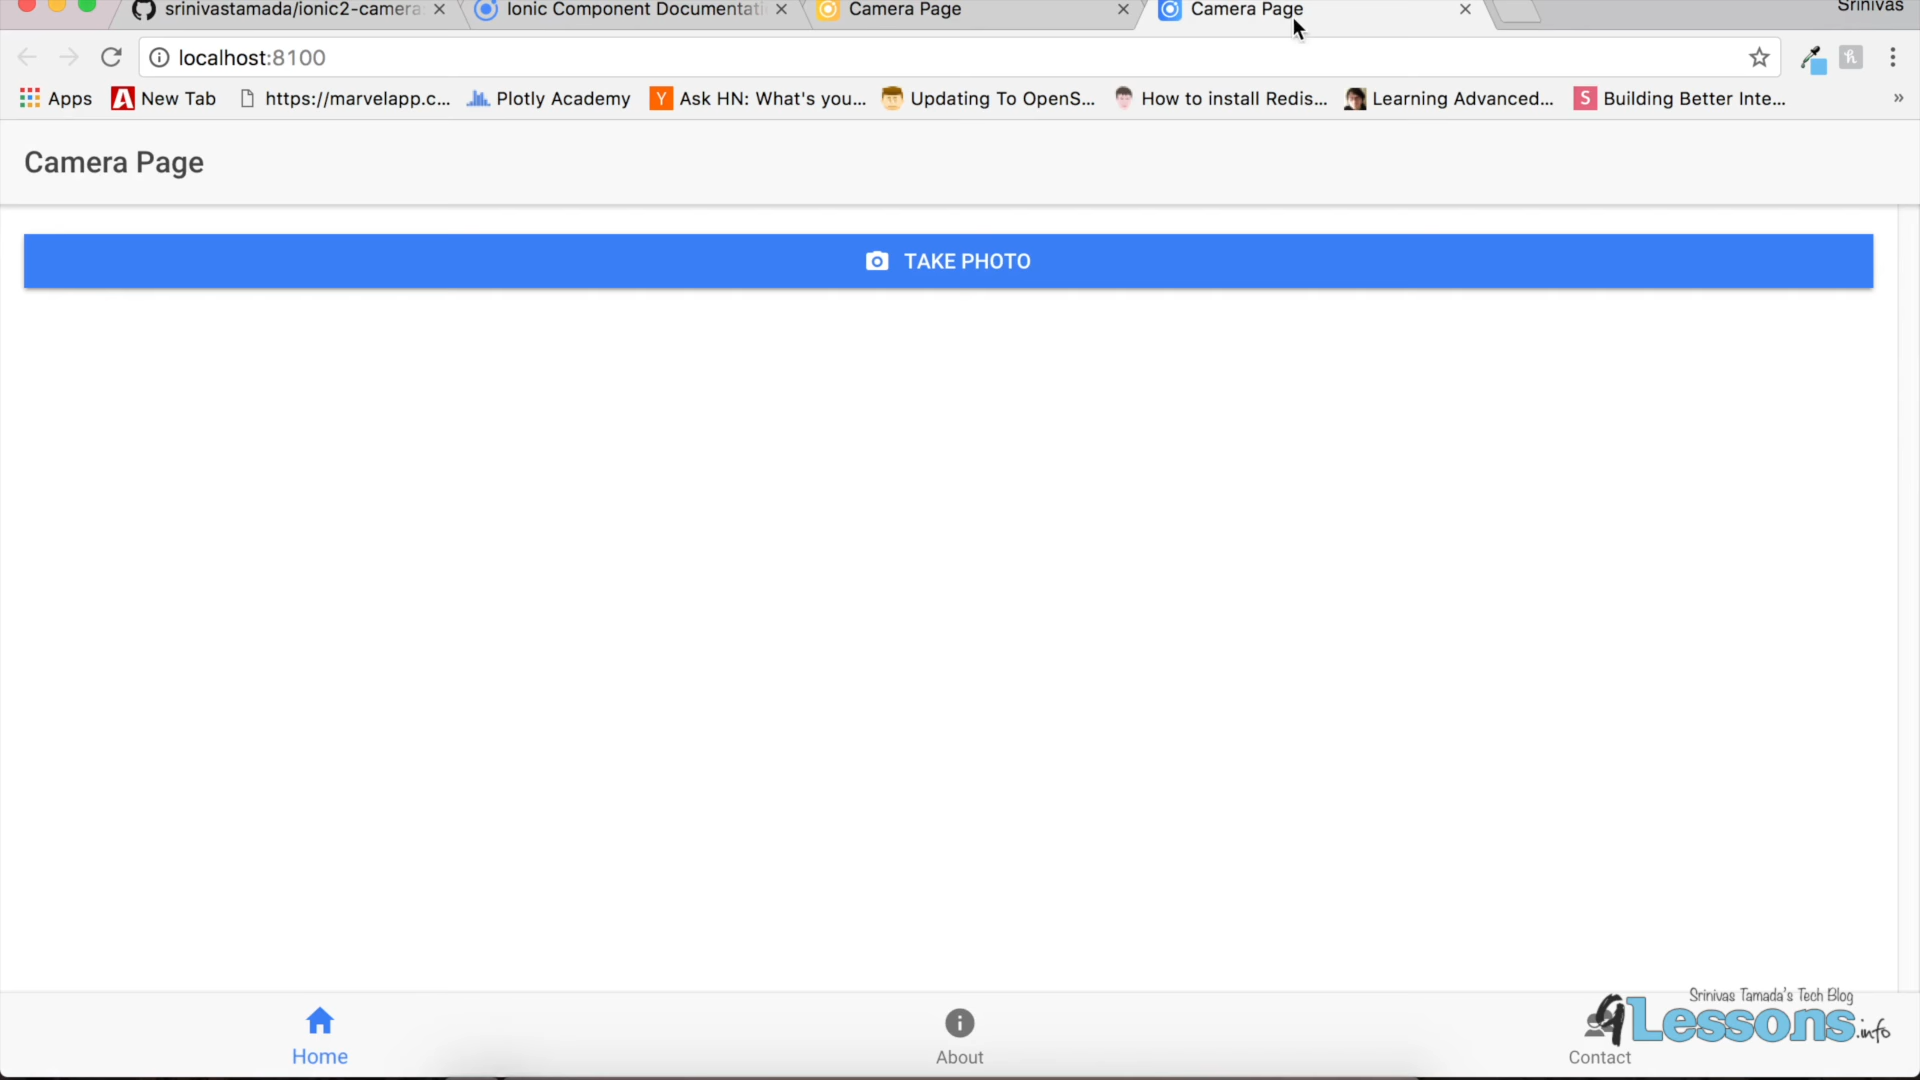 srinivastamada/ionic2-camera
Ionic Component Documentati
Camera Page
Camera Page
Srinivas
localhost:8100
Apps
New Tab
https://marvelapp.c...
Plotly Academy
Ask HN: What's you...
Updating To OpenS...
How to install Redis...
Learning Advanced...
Building Better Inte...
»
Camera Page
TAKE PHOTO
Home
About
Contact
Srinivas Tamada's Tech Blog
9Lessons.info